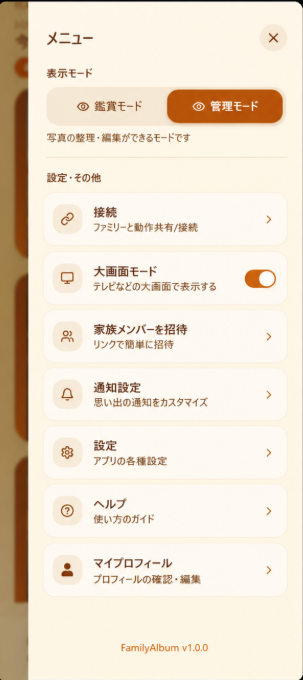 メニュー
表示モード
鑑賞モード
管理モード
写真の整理・編集ができるモードです
設定・その他
接続
ファミリーと動作共有/接続
大画面モード
テレビなどの大画面で表示する
家族メンバーを招待
リンクで簡単に招待
通知設定
思い出の通知をカスタマイズ
設定
アプリの各種設定
ヘルプ
使い方のガイド
マイプロフィール
プロフィールの確認・編集
FamilyAlbum v1.0.0